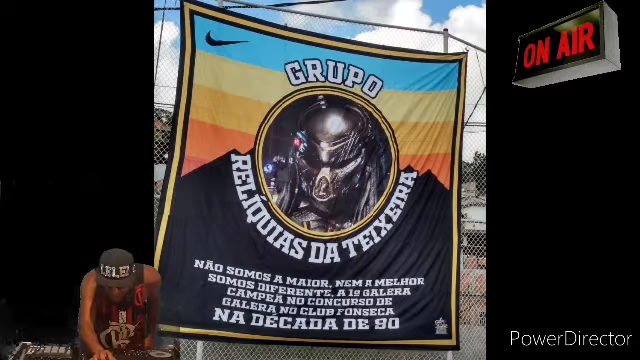 ON AIR
GRUPO
RELÍQUIAS DA TEIXEIRA
NÃO SOMOS A MAIOR, NEM A MELHOR
SOMOS DIFERENTE, A 1ª GALERA
CAMPEÃ NO CONCURSO DE
GALERA NO CLUB FONSECA
NA DÉCADA DE 90
PowerDirector